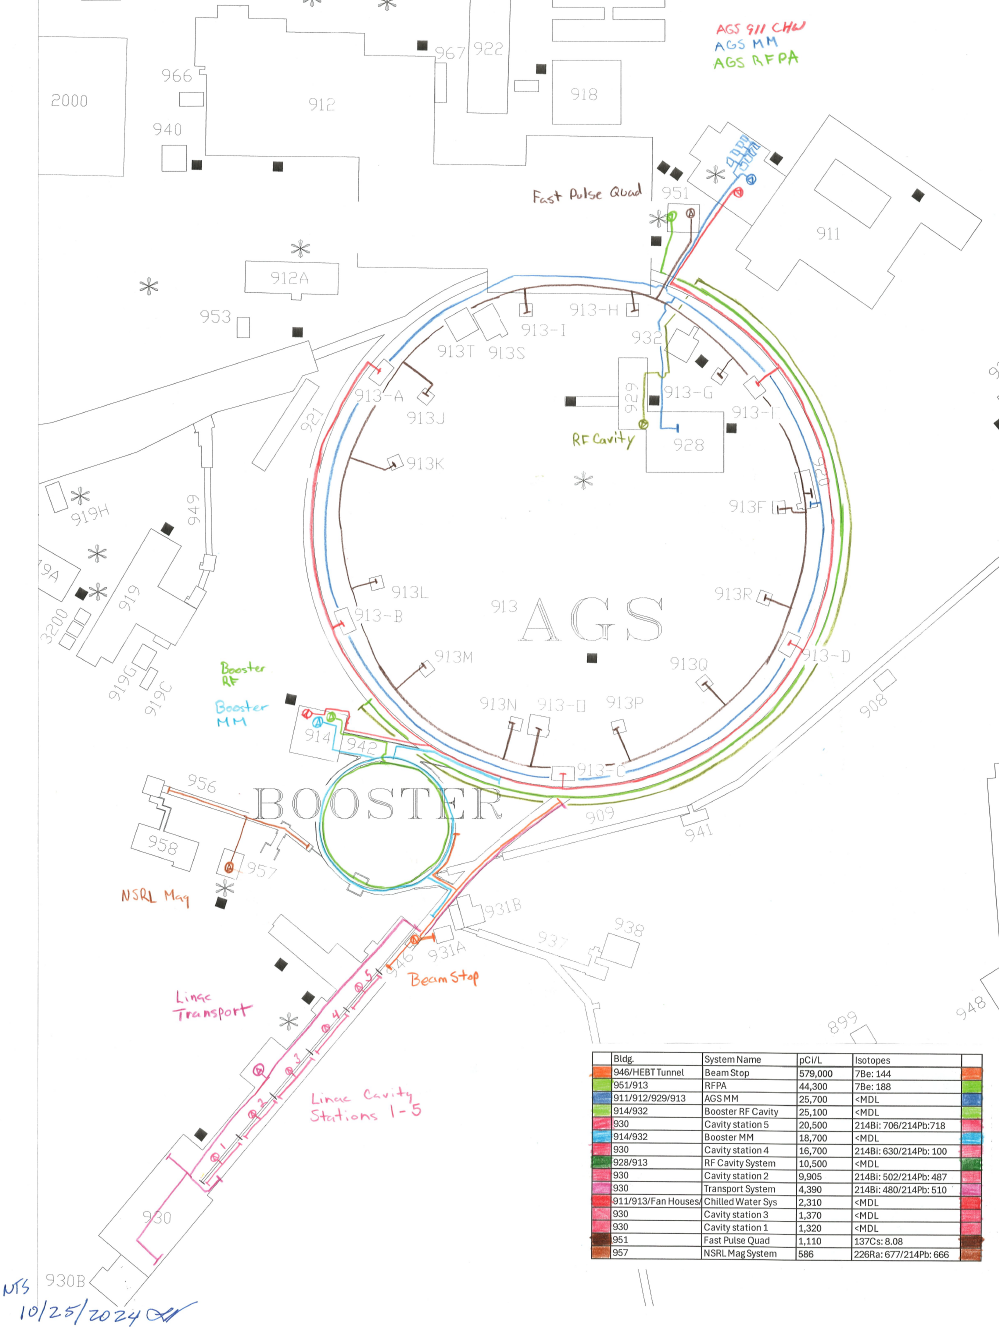 AGS 911 CHW
AGS MM
AGS RFPA
2000
966
940
912
967
922
918
951
Fast Pulse Quad
911
912A
953
913-I
913-H
932
913T
913S
913-A
913J
921
929
913-G
928
RF Cavity
913K
913F
919H
949
919
3200
919G
919C
913L
913-B
913
AGS
913R
913-D
913M
913Q
913N
913P
908
Booster
RF
Booster
MM
914
942
956
BOOSTER
909
941
958
957
NSRL Mag
931B
931A
937
938
946
Beam Stop
Linac
Transport
5
4
3
2
1
Linac Cavity
Stations 1-5
899
948
930
930B
NTS
10/25/2024
Bldg. System Name pCi/L Isotopes
946/HEBT Tunnel Beam Stop 579,000 7Be: 144
951/913 RFPA 44,300 7Be: 188
911/912/929/913 AGS MM 25,700 <MDL
914/932 Booster RF Cavity 25,100 <MDL
930 Cavity station 5 20,500 214Bi: 706/214Pb:718
914/932 Booster MM 18,700 <MDL
930 Cavity station 4 16,700 214Bi: 630/214Pb: 100
928/913 RF Cavity System 10,500 <MDL
930 Cavity station 2 9,905 214Bi: 502/214Pb: 487
930 Transport System 4,390 214Bi: 480/214Pb: 510
911/913/Fan Houses/ Chilled Water Sys 2,310 <MDL
930 Cavity station 3 1,370 <MDL
930 Cavity station 1 1,320 <MDL
951 Fast Pulse Quad 1,110 137Cs: 8.08
957 NSRL Mag System 586 226Ra: 677/214Pb: 666